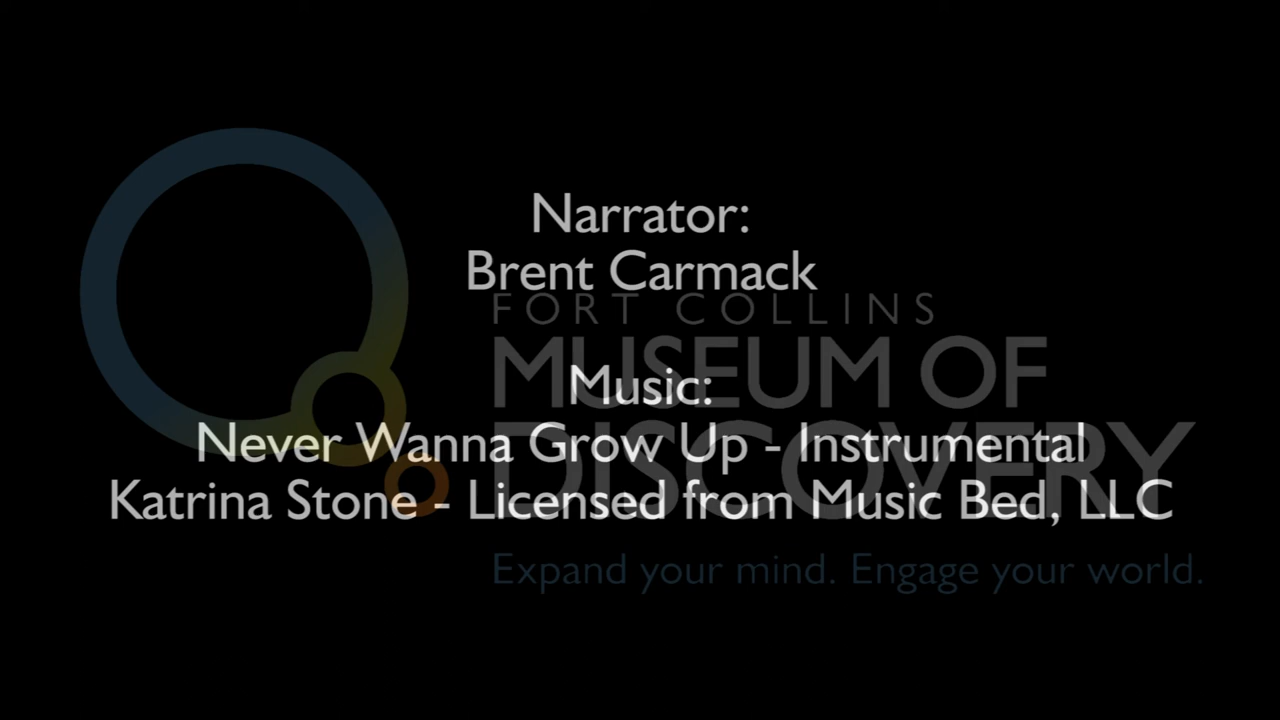 Narrator:
Brent Carmack
FORT COLLINS
MUSEUM OF
DISCOVERY
Music:
Never Wanna Grow Up - Instrumental
Katrina Stone - Licensed from Music Bed, LLC
Expand your mind. Engage your world.